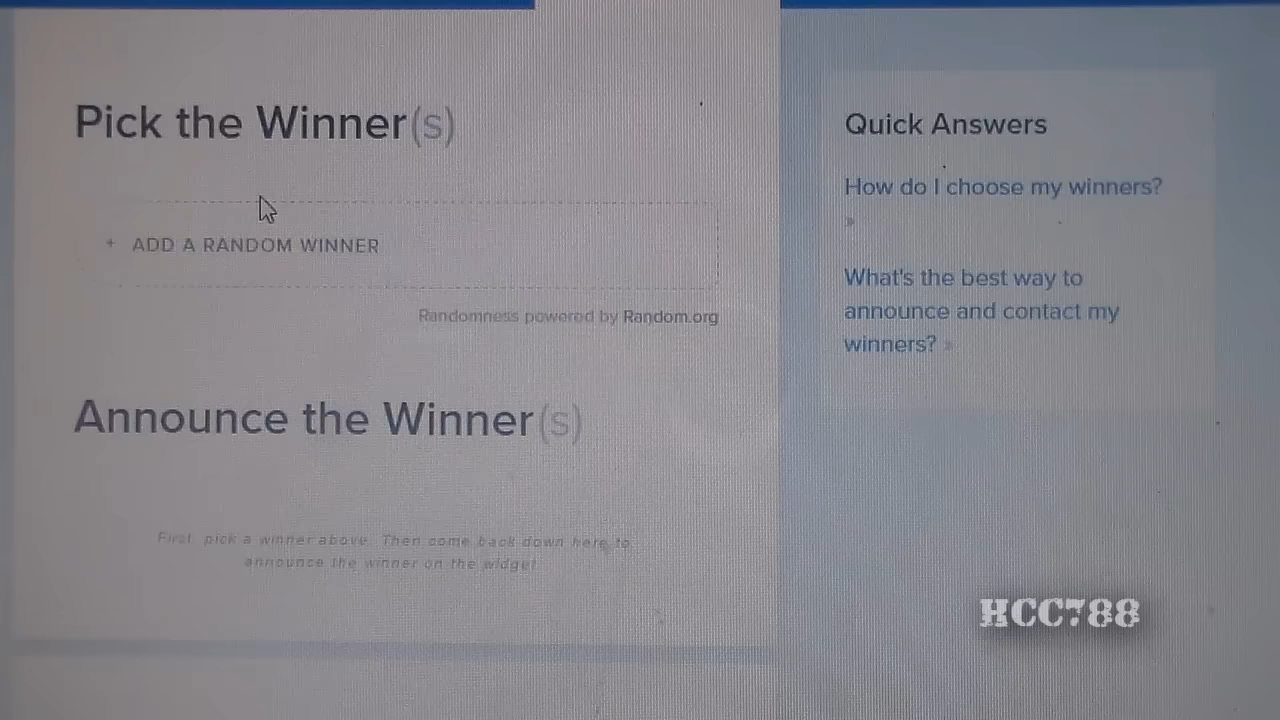 Pick the Winner(s)
+ ADD A RANDOM WINNER
Randomness powered by Random.org
Announce the Winner(s)
First, pick a winner above. Then come back down here to
announce the winner on the widget
Quick Answers
How do I choose my winners?
»
What's the best way to
announce and contact my
winners? »
HCC788